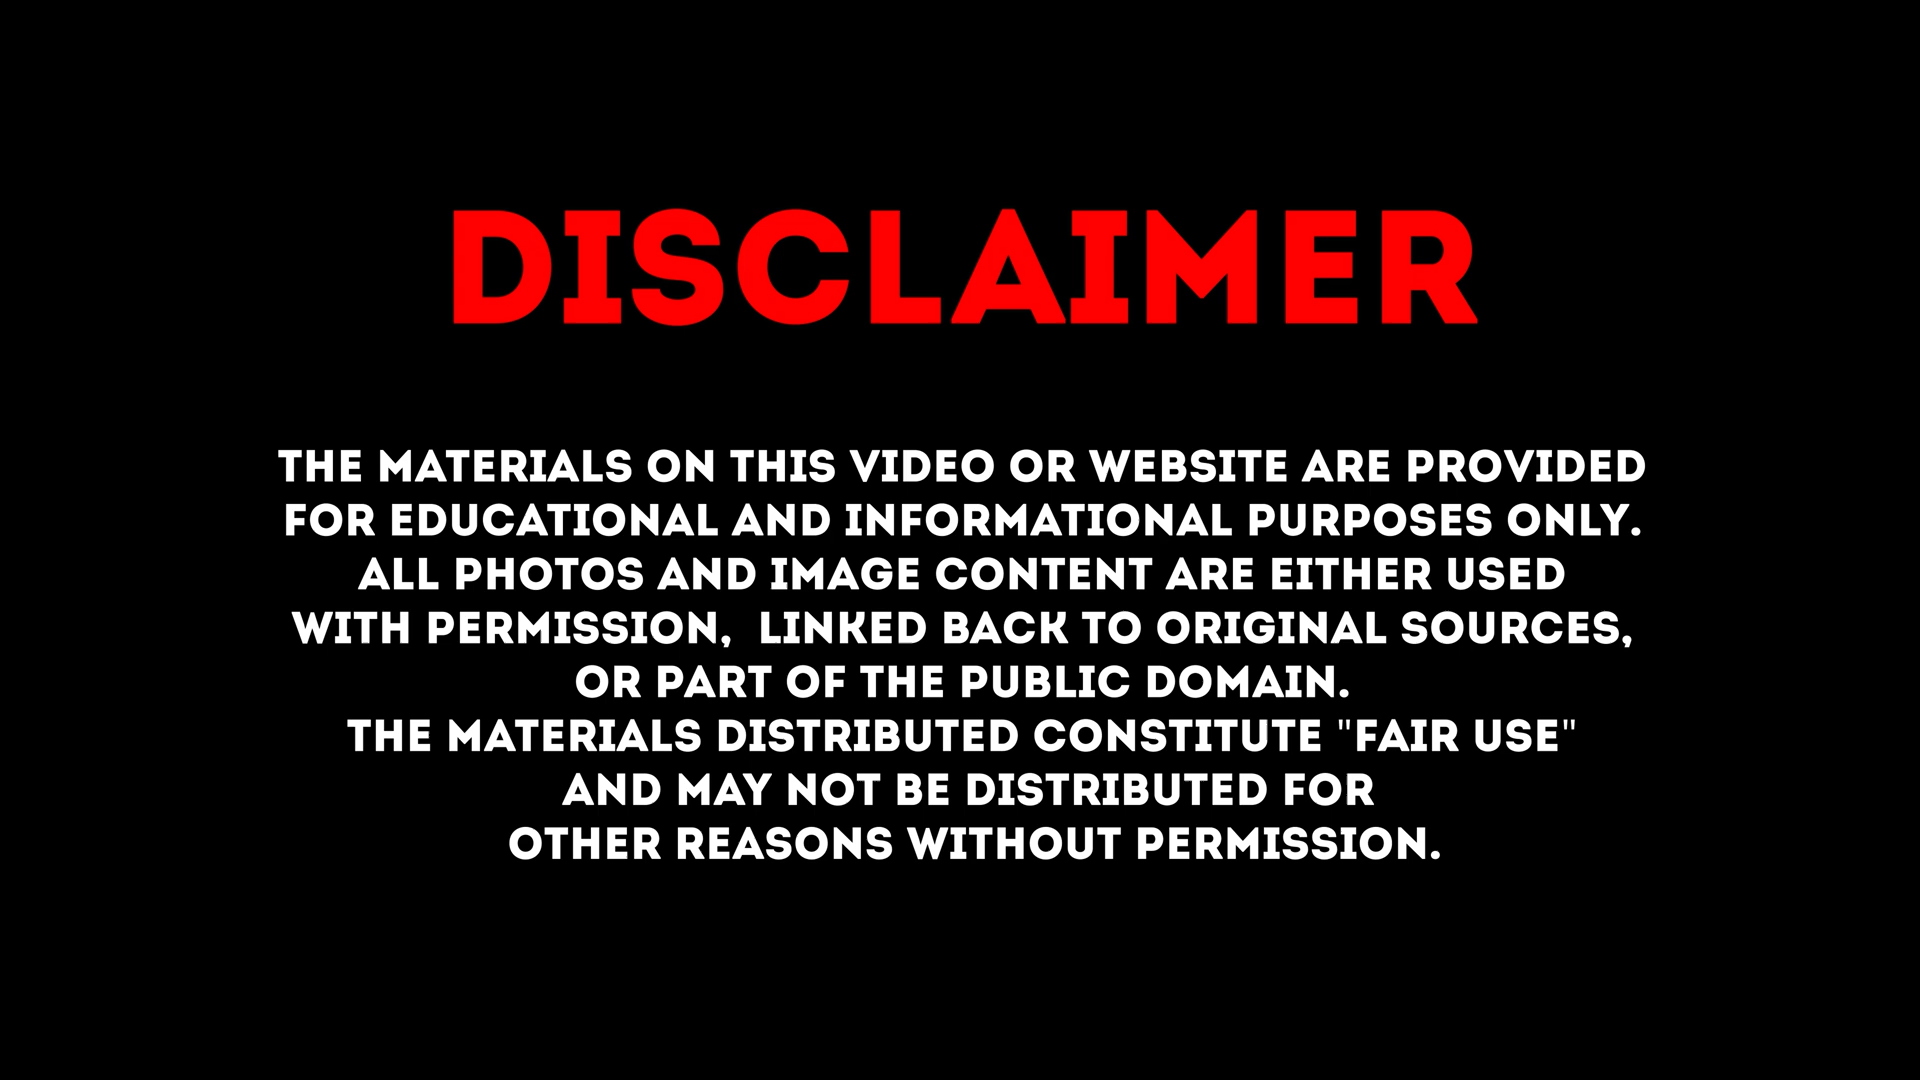 DISCLAIMER
THE MATERIALS ON THIS VIDEO OR WEBSITE ARE PROVIDED
FOR EDUCATIONAL AND INFORMATIONAL PURPOSES ONLY.
ALL PHOTOS AND IMAGE CONTENT ARE EITHER USED
WITH PERMISSION,  LINKED BACK TO ORIGINAL SOURCES,
OR PART OF THE PUBLIC DOMAIN.
THE MATERIALS DISTRIBUTED CONSTITUTE "FAIR USE"
AND MAY NOT BE DISTRIBUTED FOR
OTHER REASONS WITHOUT PERMISSION.